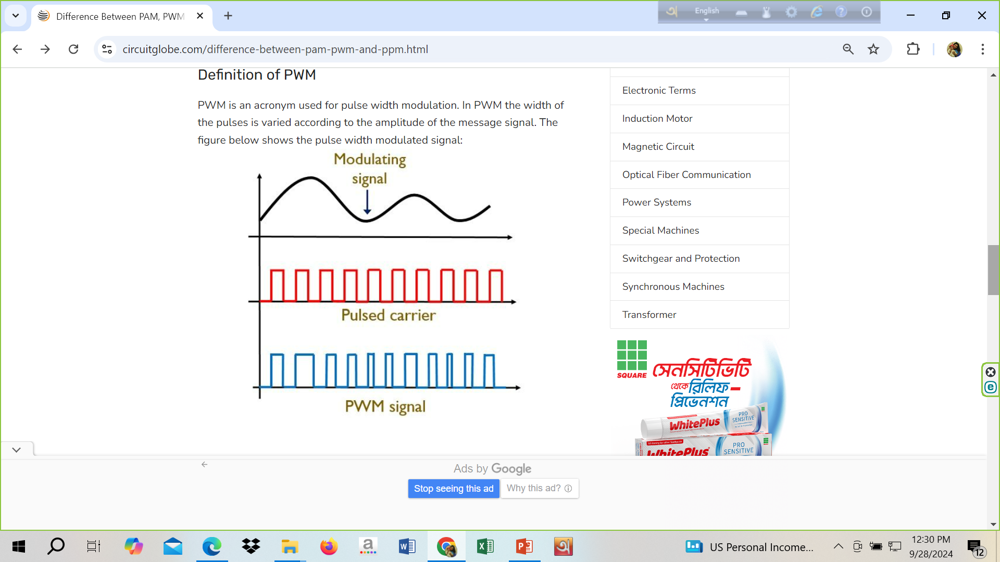 Difference Between PAM, PWM
English
circuitglobe.com/difference-between-pam-pwm-and-ppm.html
Definition of PWM
PWM is an acronym used for pulse width modulation. In PWM the width of
the pulses is varied according to the amplitude of the message signal. The
figure below shows the pulse width modulated signal:
Modulating
signal
Pulsed carrier
PWM signal
Electronic Terms
Induction Motor
Magnetic Circuit
Optical Fiber Communication
Power Systems
Special Machines
Switchgear and Protection
Synchronous Machines
Transformer
SQUARE
সেনসিটিভিটি
থেকে রিলিফ–
প্রিভেনশন
WhitePlus
PRO
SENSITIVE
Whitening Sensitive Toothpaste
WhitePlus
PRO
SENSITIVE
Ads by Google
Stop seeing this ad
Why this ad?
US Personal Income...
12:30 PM
9/28/2024
12